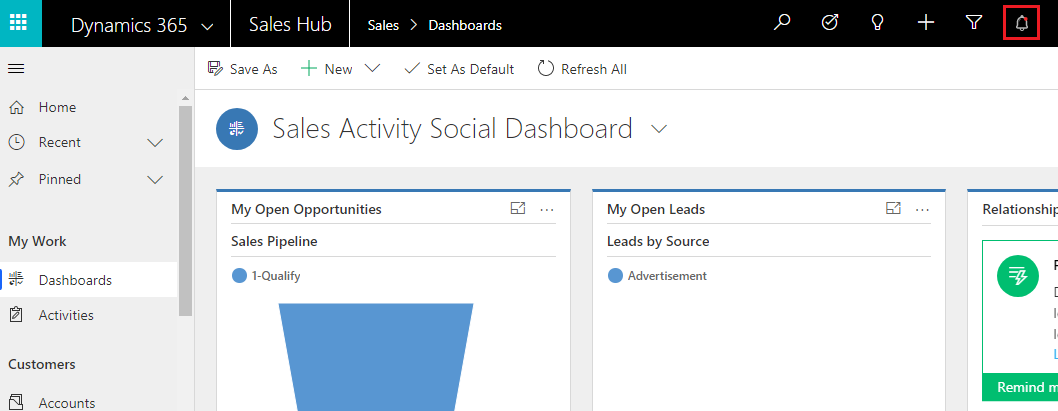 Dynamics 365
Sales Hub
Sales > Dashboards
Save As
New
Set As Default
Refresh All
Home
Recent
Pinned
My Work
Dashboards
Activities
Customers
Accounts
Sales Activity Social Dashboard
My Open Opportunities
Sales Pipeline
1-Qualify
My Open Leads
Leads by Source
Advertisement
Relationship
Remind m